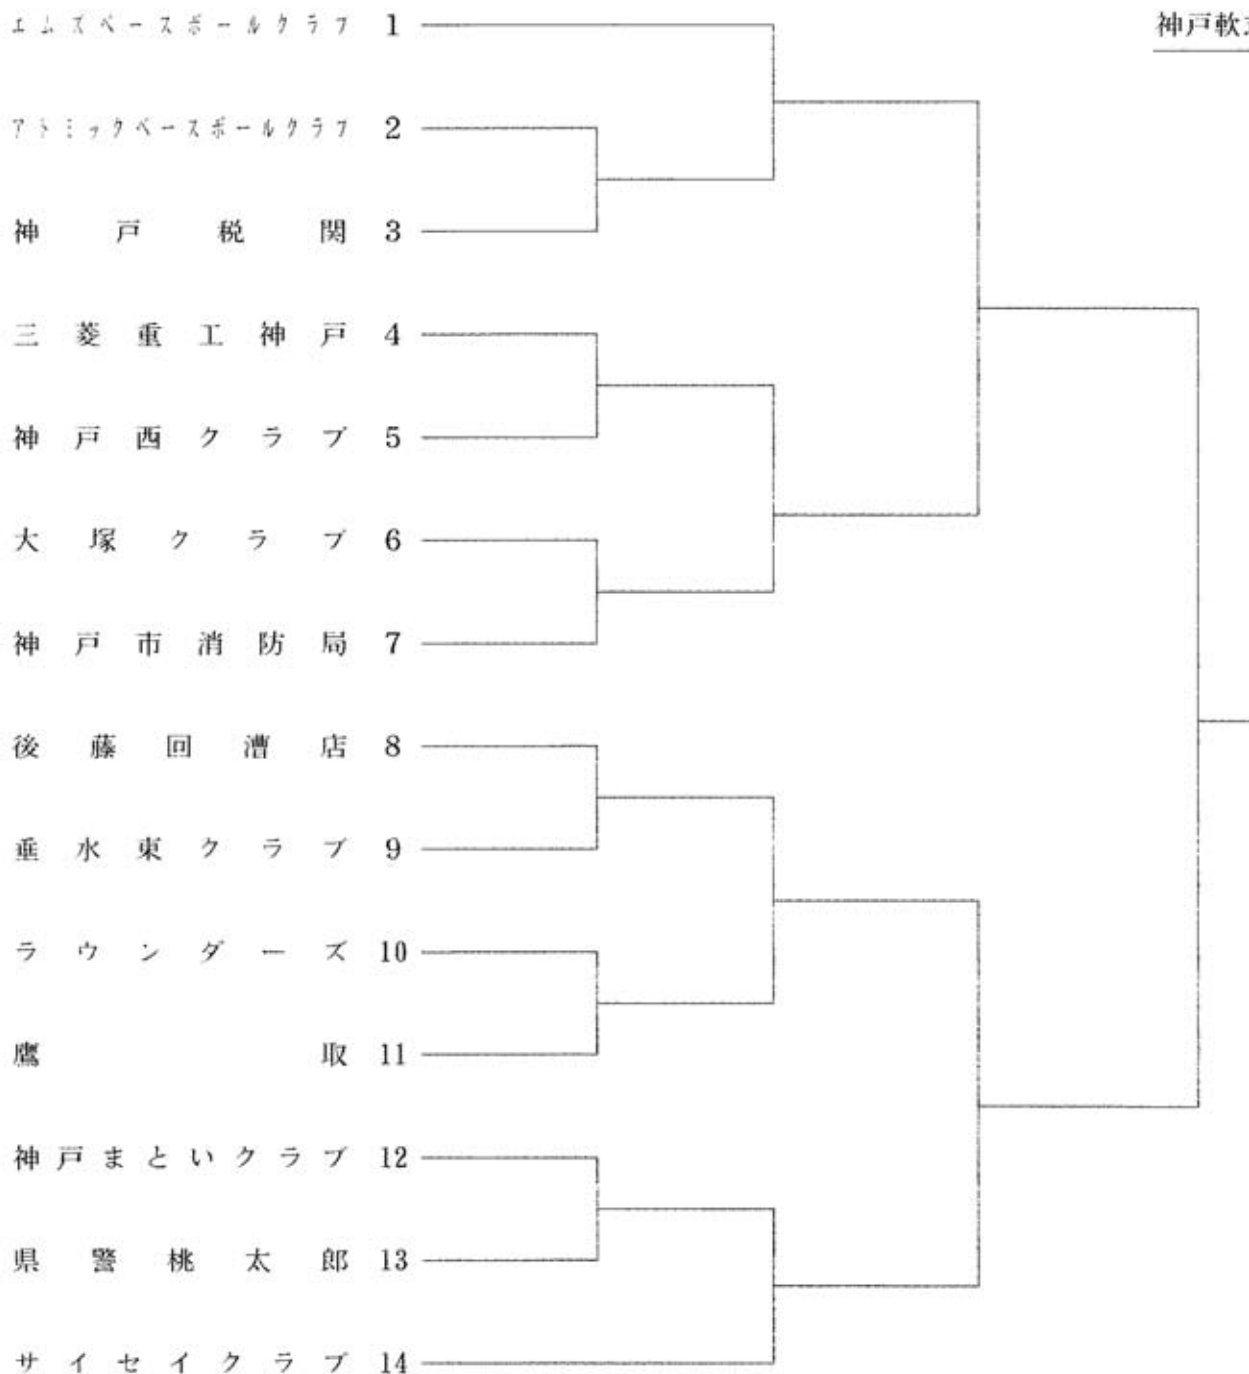 エムズベースボールクラブ 1
神戸軟
アトミックベースボールクラブ 2
神戸税関 3
三菱重工神戸 4
神戸西クラブ 5
大塚クラブ 6
神戸市消防局 7
後藤回漕店 8
垂水東クラブ 9
ラウンダーズ 10
鷹取 11
神戸まといクラブ 12
県警桃太郎 13
サイセイクラブ 14